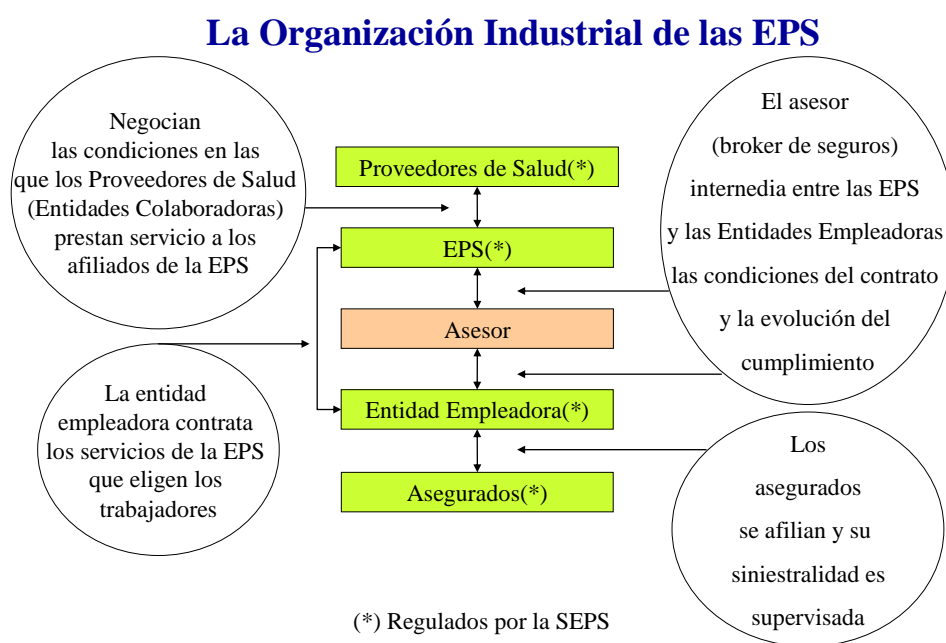 La Organización Industrial de las EPS
Negocian
las condiciones en las
que los Proveedores de Salud
(Entidades Colaboradoras)
prestan servicio a los
afiliados de la EPS
El asesor
(broker de seguros)
internedia entre las EPS
y las Entidades Empleadoras
las condiciones del contrato
y la evolución del
cumplimiento
Proveedores de Salud(*)
EPS(*)
Asesor
Entidad Empleadora(*)
Asegurados(*)
La entidad
empleadora contrata
los servicios de la EPS
que eligen los
trabajadores
Los
asegurados
se afilian y su
siniestralidad es
supervisada
(*) Regulados por la SEPS